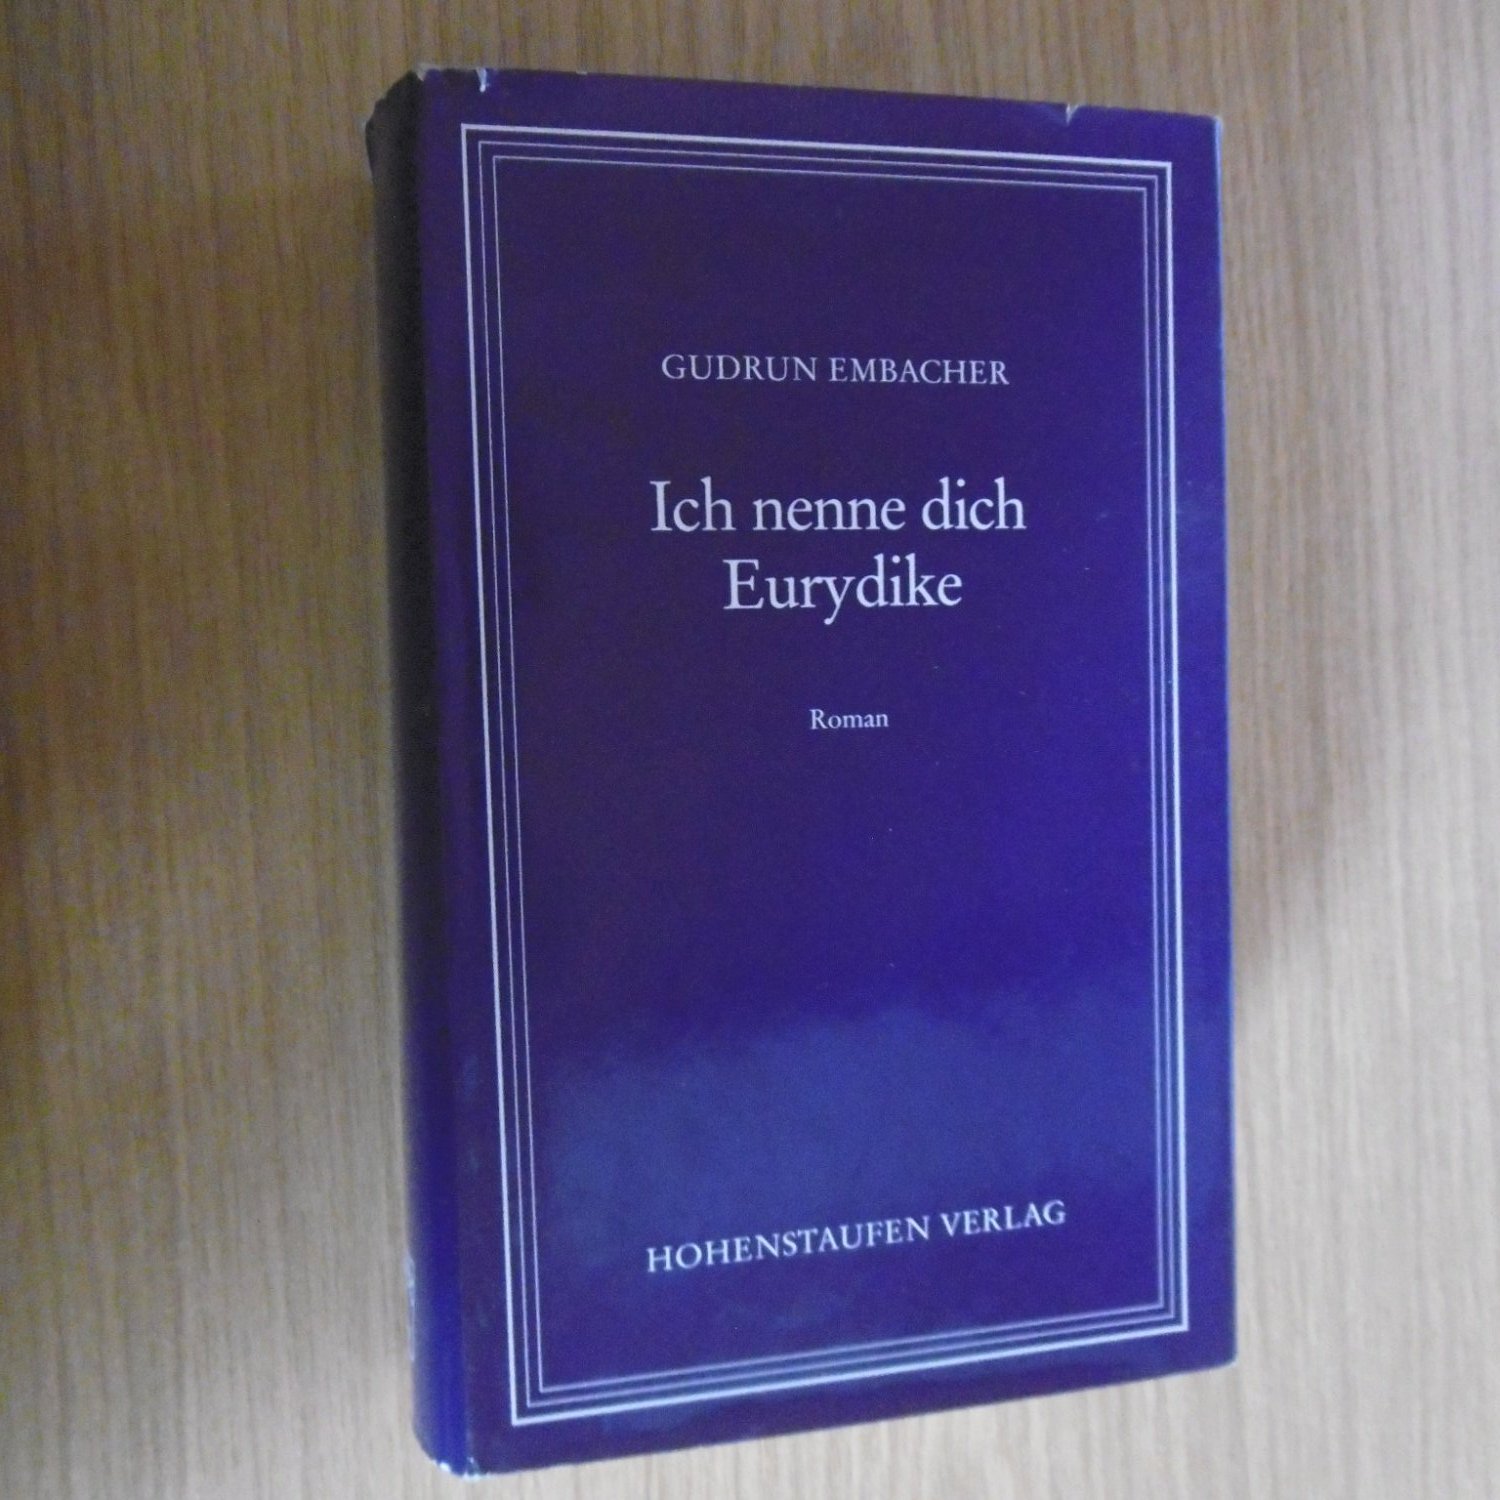 GUDRUN EMBACHER
Ich nenne dich
Eurydike
Roman
HOHENSTAUFEN VERLAG